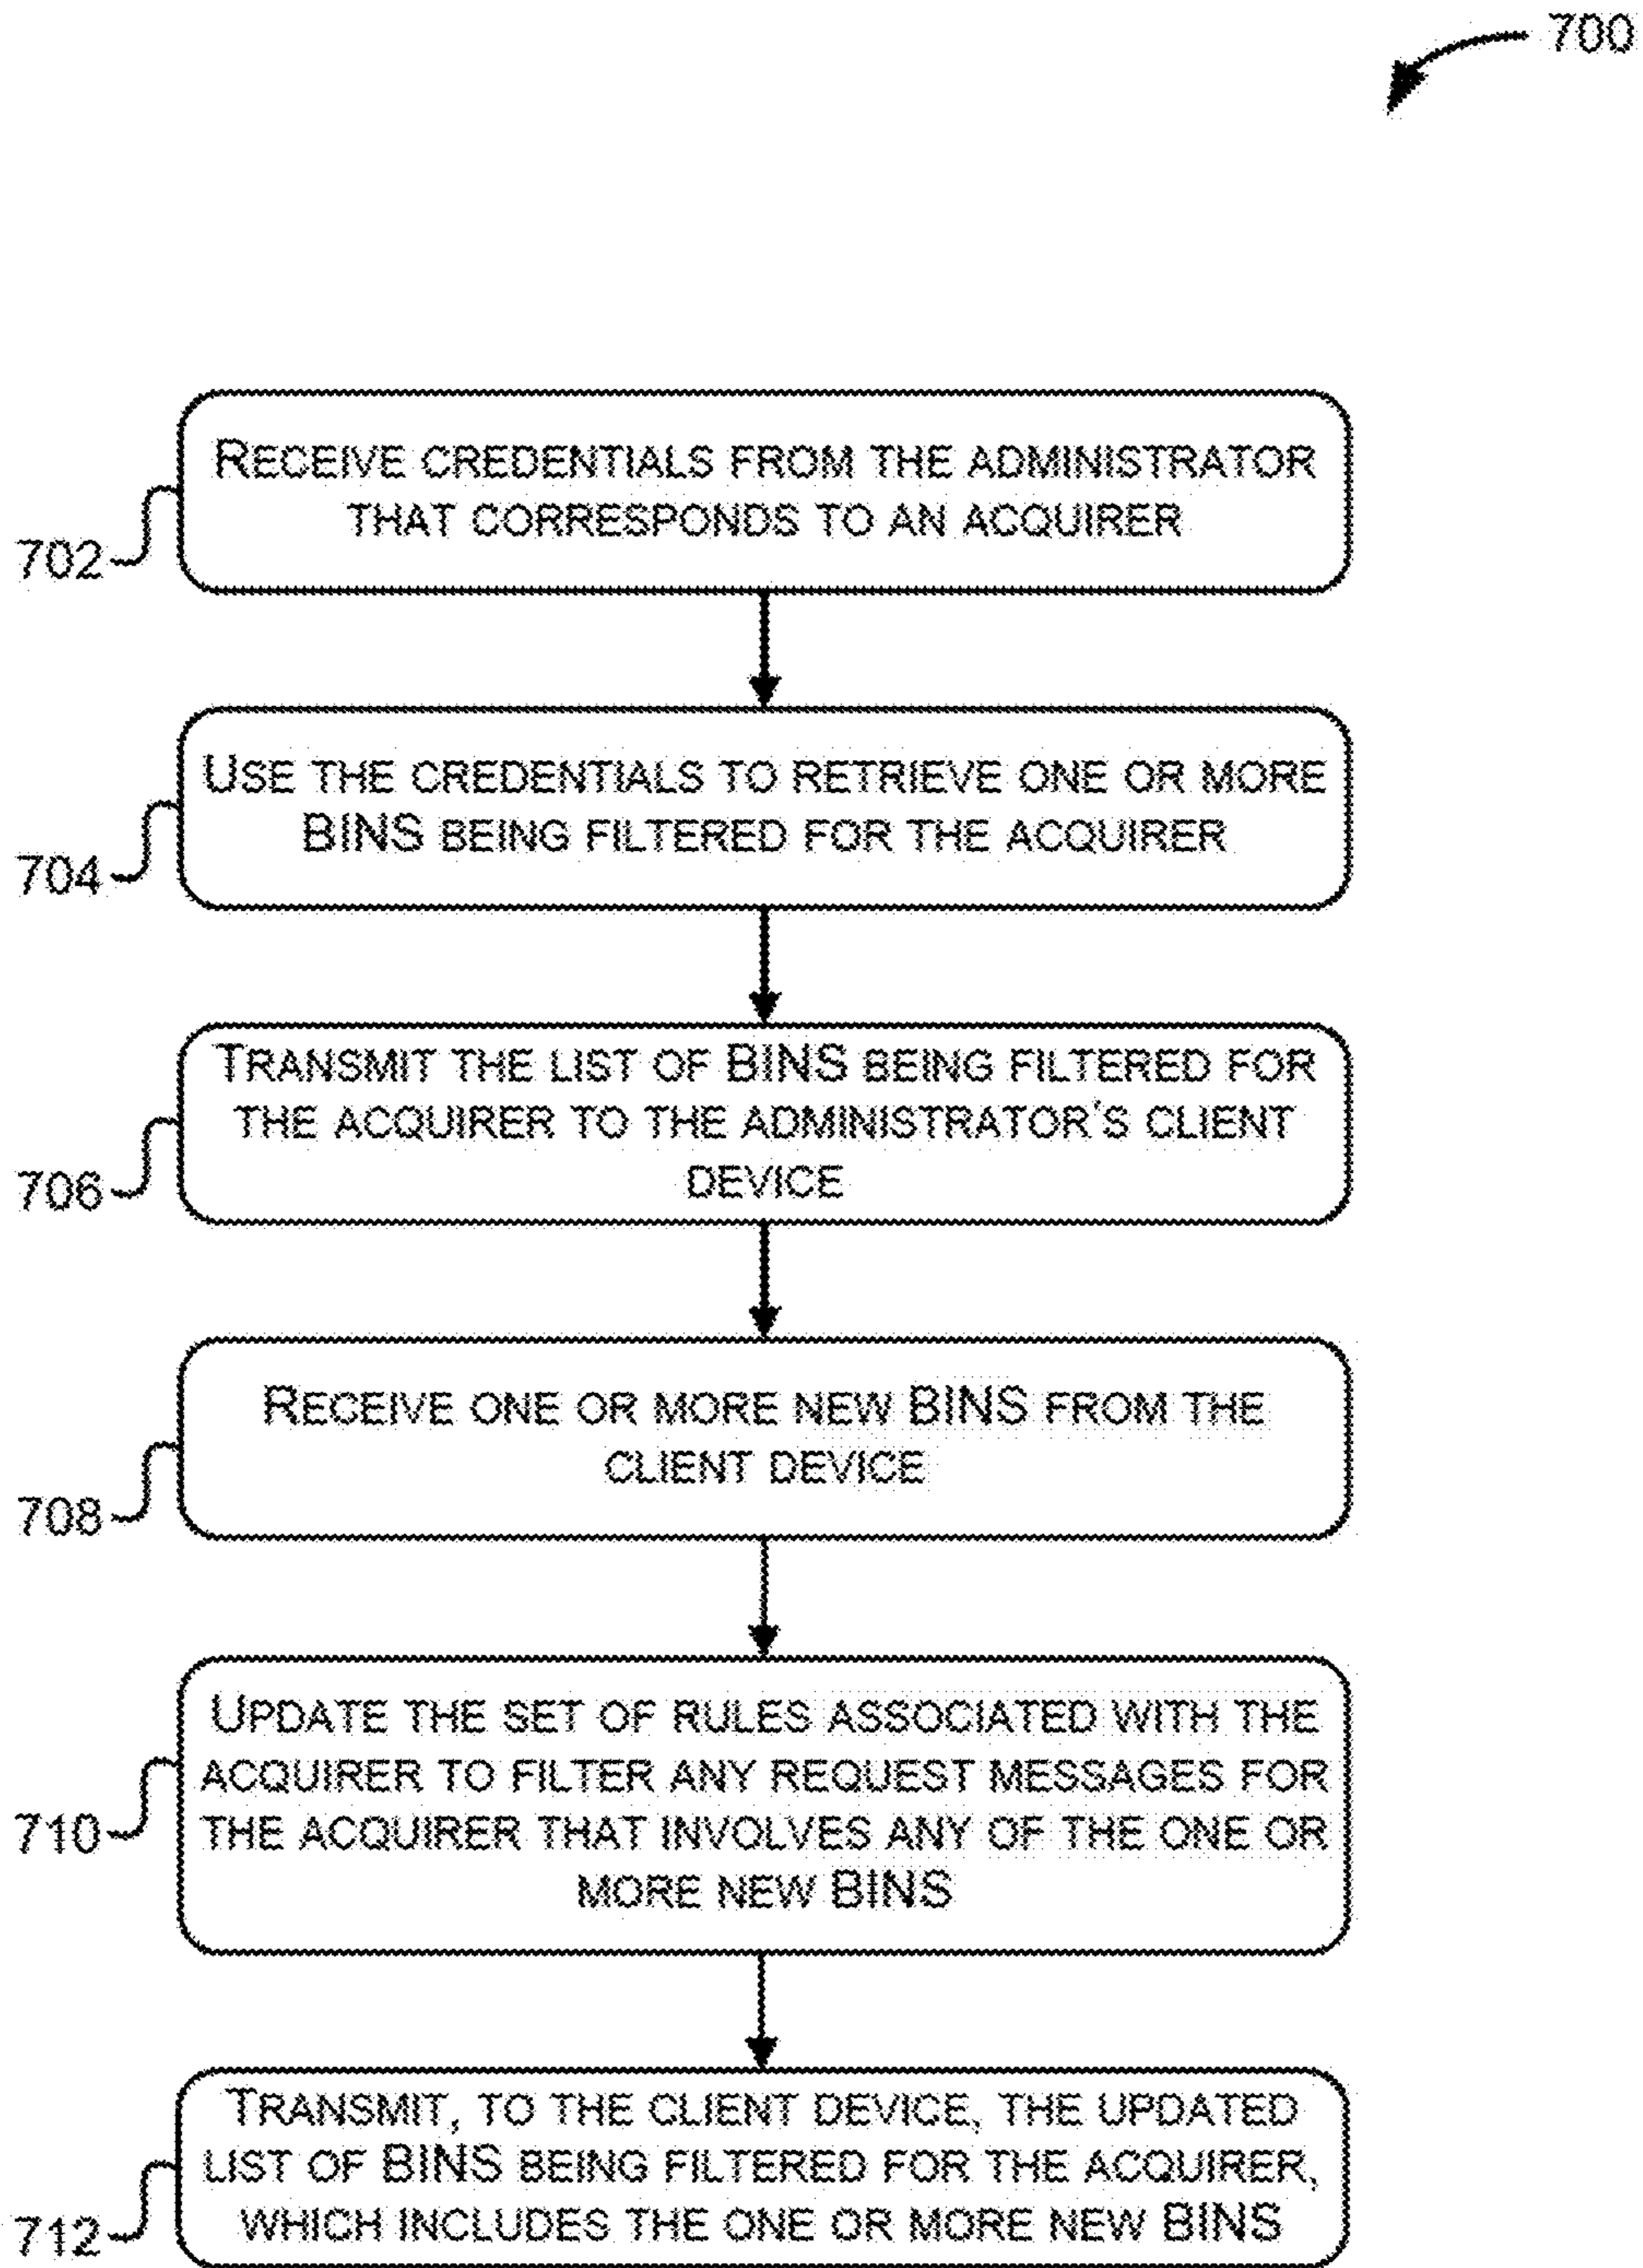 700
RECEIVE CREDENTIALS FROM THE ADMINISTRATOR
THAT CORRESPONDS TO AN ACQUIRER
702
USE THE CREDENTIALS TO RETRIEVE ONE OR MORE
BINS BEING FILTERED FOR THE ACQUIRER
704
TRANSMIT THE LIST OF BINS BEING FILTERED FOR
THE ACQUIRER TO THE ADMINISTRATOR'S CLIENT
DEVICE
706
RECEIVE ONE OR MORE NEW BINS FROM THE
CLIENT DEVICE
708
UPDATE THE SET OF RULES ASSOCIATED WITH THE
ACQUIRER TO FILTER ANY REQUEST MESSAGES FOR
THE ACQUIRER THAT INVOLVES ANY OF THE ONE OR
MORE NEW BINS
710
TRANSMIT, TO THE CLIENT DEVICE, THE UPDATED
LIST OF BINS BEING FILTERED FOR THE ACQUIRER,
WHICH INCLUDES THE ONE OR MORE NEW BINS
712